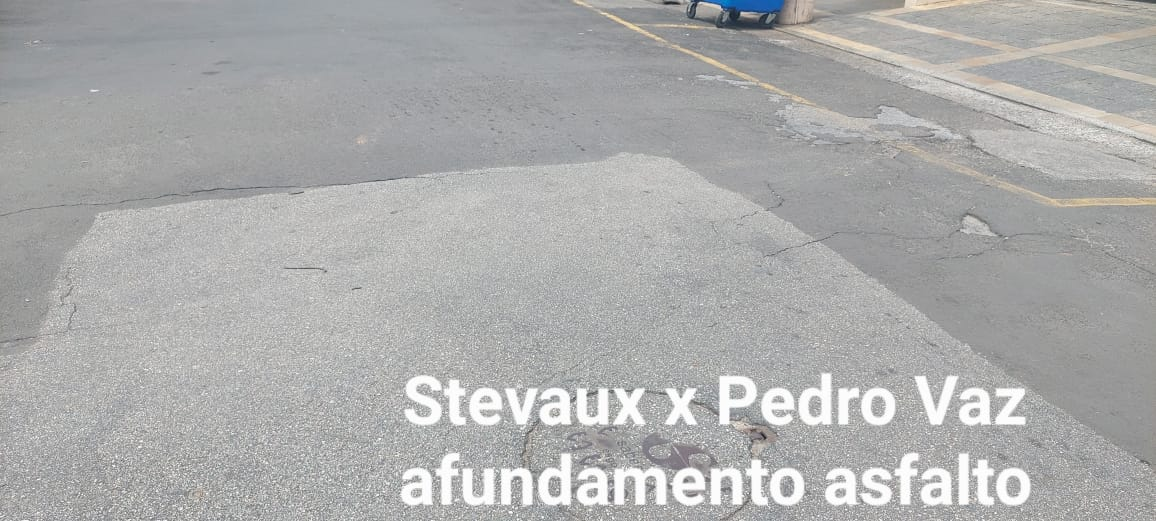 Stevaux x Pedro Vaz
afundamento asfalto